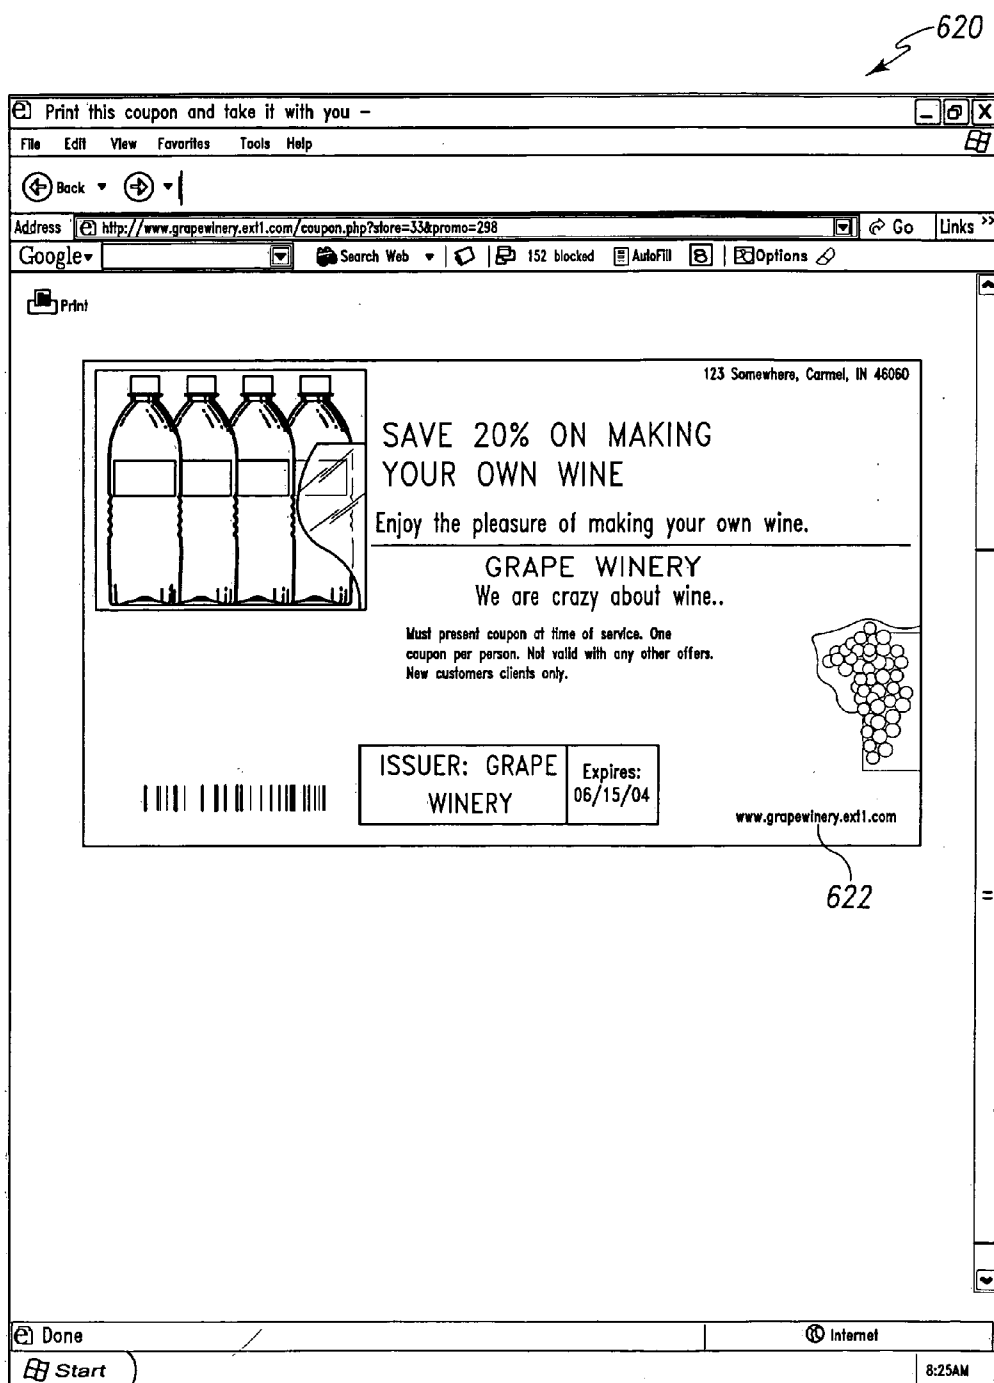 620
Print this coupon and take it with you –
File Edit View Favorites Tools Help
Back
Address http://www.grapewinery.ext1.com/coupon.php?store=33&promo=298 Go Links >>
Google Search Web 152 blocked AutoFill Options
Print
123 Somewhere, Carmel, IN 46060
SAVE 20% ON MAKING
YOUR OWN WINE
Enjoy the pleasure of making your own wine.
GRAPE WINERY
We are crazy about wine..
Must present coupon at time of service. One
coupon per person. Not valid with any other offers.
New customers clients only.
ISSUER: GRAPE
WINERY
Expires:
06/15/04
www.grapewinery.ext1.com
622
Done Internet
Start 8:25AM